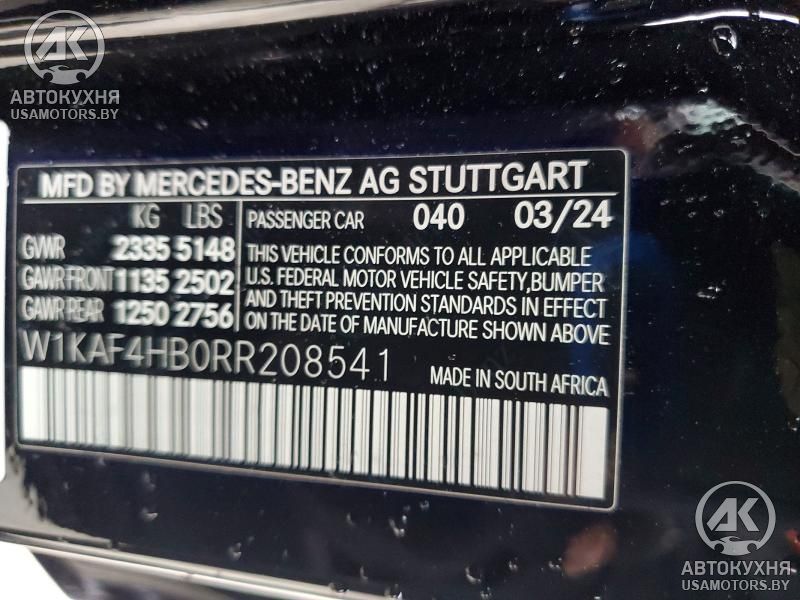 AK
АВТОКУХНЯ
USAMOTORS.BY
MFD BY MERCEDES-BENZ AG STUTTGART
KG LBS
GVWR 2335 5148
GAWR FRONT 1135 2502
GAWR REAR 1250 2756
PASSENGER CAR 040 03/24
THIS VEHICLE CONFORMS TO ALL APPLICABLE
U.S. FEDERAL MOTOR VEHICLE SAFETY,BUMPER
AND THEFT PREVENTION STANDARDS IN EFFECT
ON THE DATE OF MANUFACTURE SHOWN ABOVE
W1KAF4HB0RR208541
MADE IN SOUTH AFRICA
AK
АВТОКУХНЯ
USAMOTORS.BY